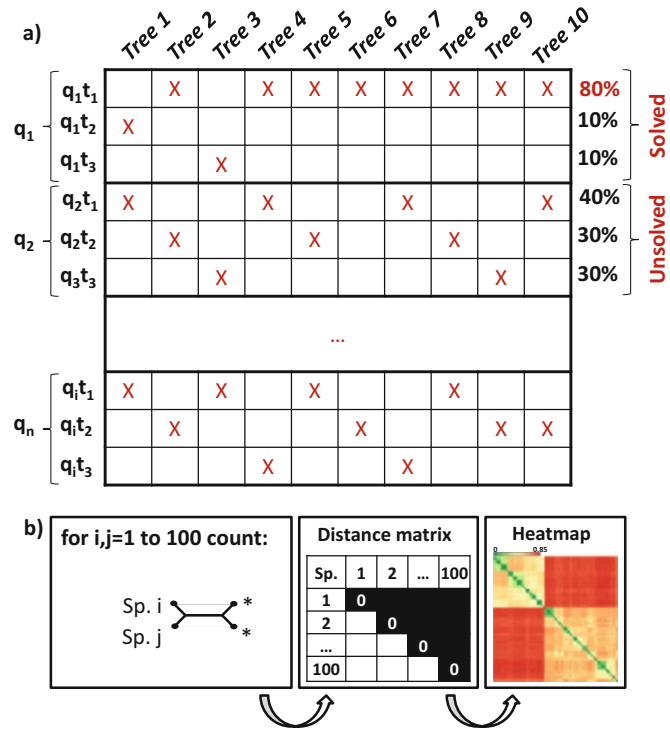 a)
Tree 1 Tree 2 Tree 3 Tree 4 Tree 5 Tree 6 Tree 7 Tree 8 Tree 9 Tree 10
q1
q1t1 X X X X X X X X 80%
q1t2 X 10%
q1t3 X 10%
Solved
q2
q2t1 X X X X 40%
q2t2 X X X 30%
q3t3 X X 30%
Unsolved
...
qn
qit1 X X X X
qit2 X X X X
qit3 X X
b)
for i,j=1 to 100 count:
Sp. i *
Sp. j *
Distance matrix
Sp. 1 2 ... 100
1 0
2 0
... 0
100 0
Heatmap
0 0.85